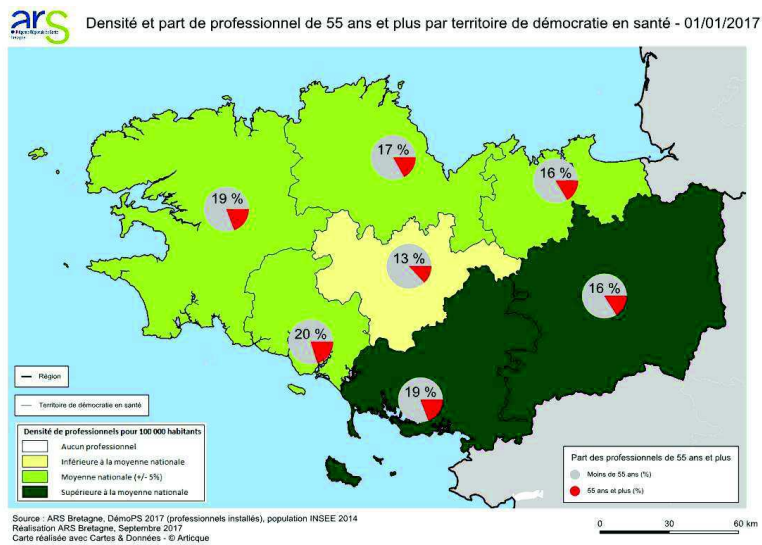 ars
Densité et part de professionnel de 55 ans et plus par territoire de démocratie en santé - 01/01/2017
17 %
16 %
19 %
13 %
16 %
20 %
19 %
Région
Territoire de démocratie en santé
Densité de professionnels pour 100 000 habitants
Aucun professionnel
Inférieure à la moyenne nationale
Moyenne nationale (+/- 5%)
Supérieure à la moyenne nationale
Part des professionnels de 55 ans et plus
Moins de 55 ans (%)
55 ans et plus (%)
Source : ARS Bretagne, DémoPS 2017 (professionnels installés), population INSEE 2014
Réalisation ARS Bretagne, Septembre 2017
Carte réalisée avec Cartes & Données - © Articque
0 30 60 km